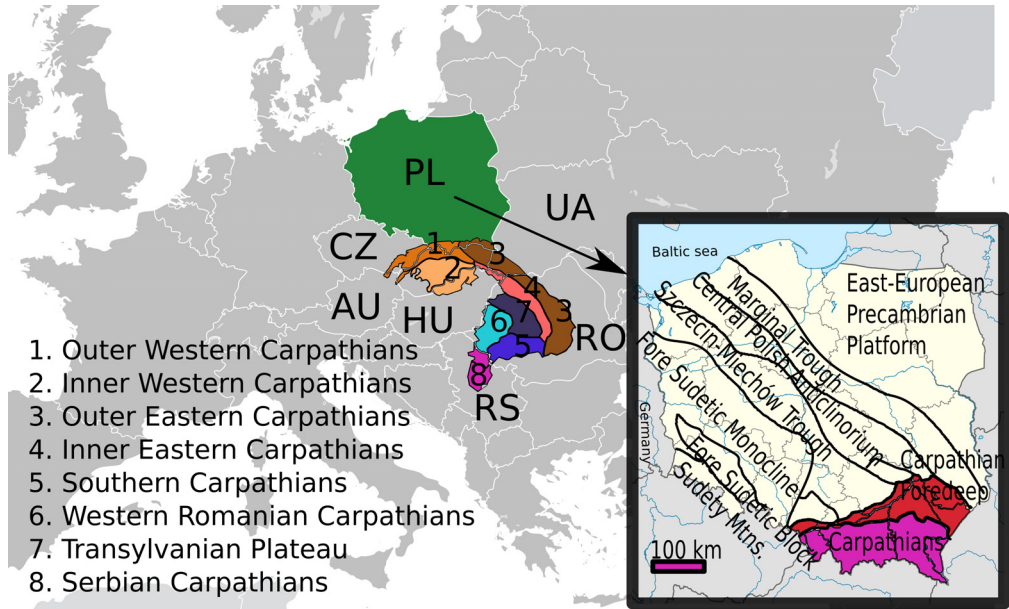 PL
UA
CZ
1
3
2
AU
4
HU
7
3
6
RO
5
8
RS
1. Outer Western Carpathians
2. Inner Western Carpathians
3. Outer Eastern Carpathians
4. Inner Eastern Carpathians
5. Southern Carpathians
6. Western Romanian Carpathians
7. Transylvanian Plateau
8. Serbian Carpathians
Baltic sea
Marginal Trough
East-European
Precambrian
Platform
Central Polish Anticlinorium
Szczecin-Mechów Trough
Fore Sudetic Monocline
Germany
Fore Sudetic Block
Sudety Mtns.
Carpathian
Foredeep
Carpathians
100 km